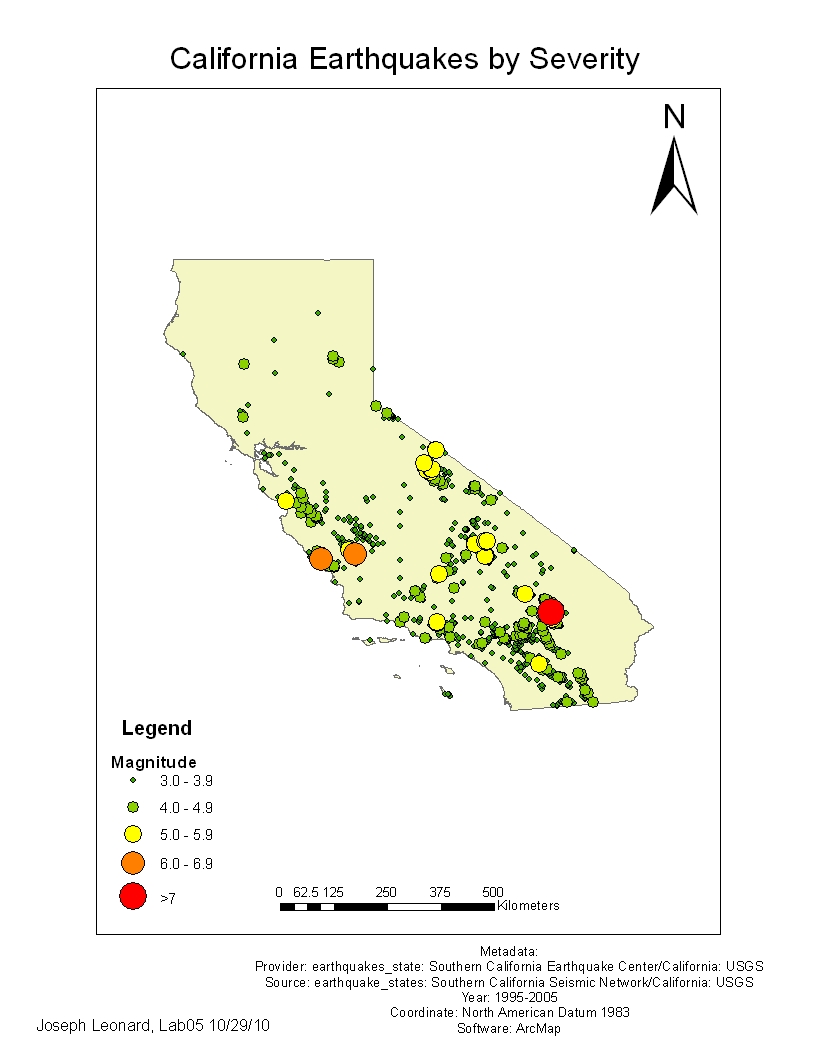 California Earthquakes by Severity
N
Legend
Magnitude
3.0 - 3.9
4.0 - 4.9
5.0 - 5.9
6.0 - 6.9
>7
0 62.5 125 250 375 500
Kilometers
Metadata:
Provider: earthquakes_state: Southern California Earthquake Center/California: USGS
Source: earthquake_states: Southern California Seismic Network/California: USGS
Year: 1995-2005
Coordinate: North American Datum 1983
Software: ArcMap
Joseph Leonard, Lab05 10/29/10